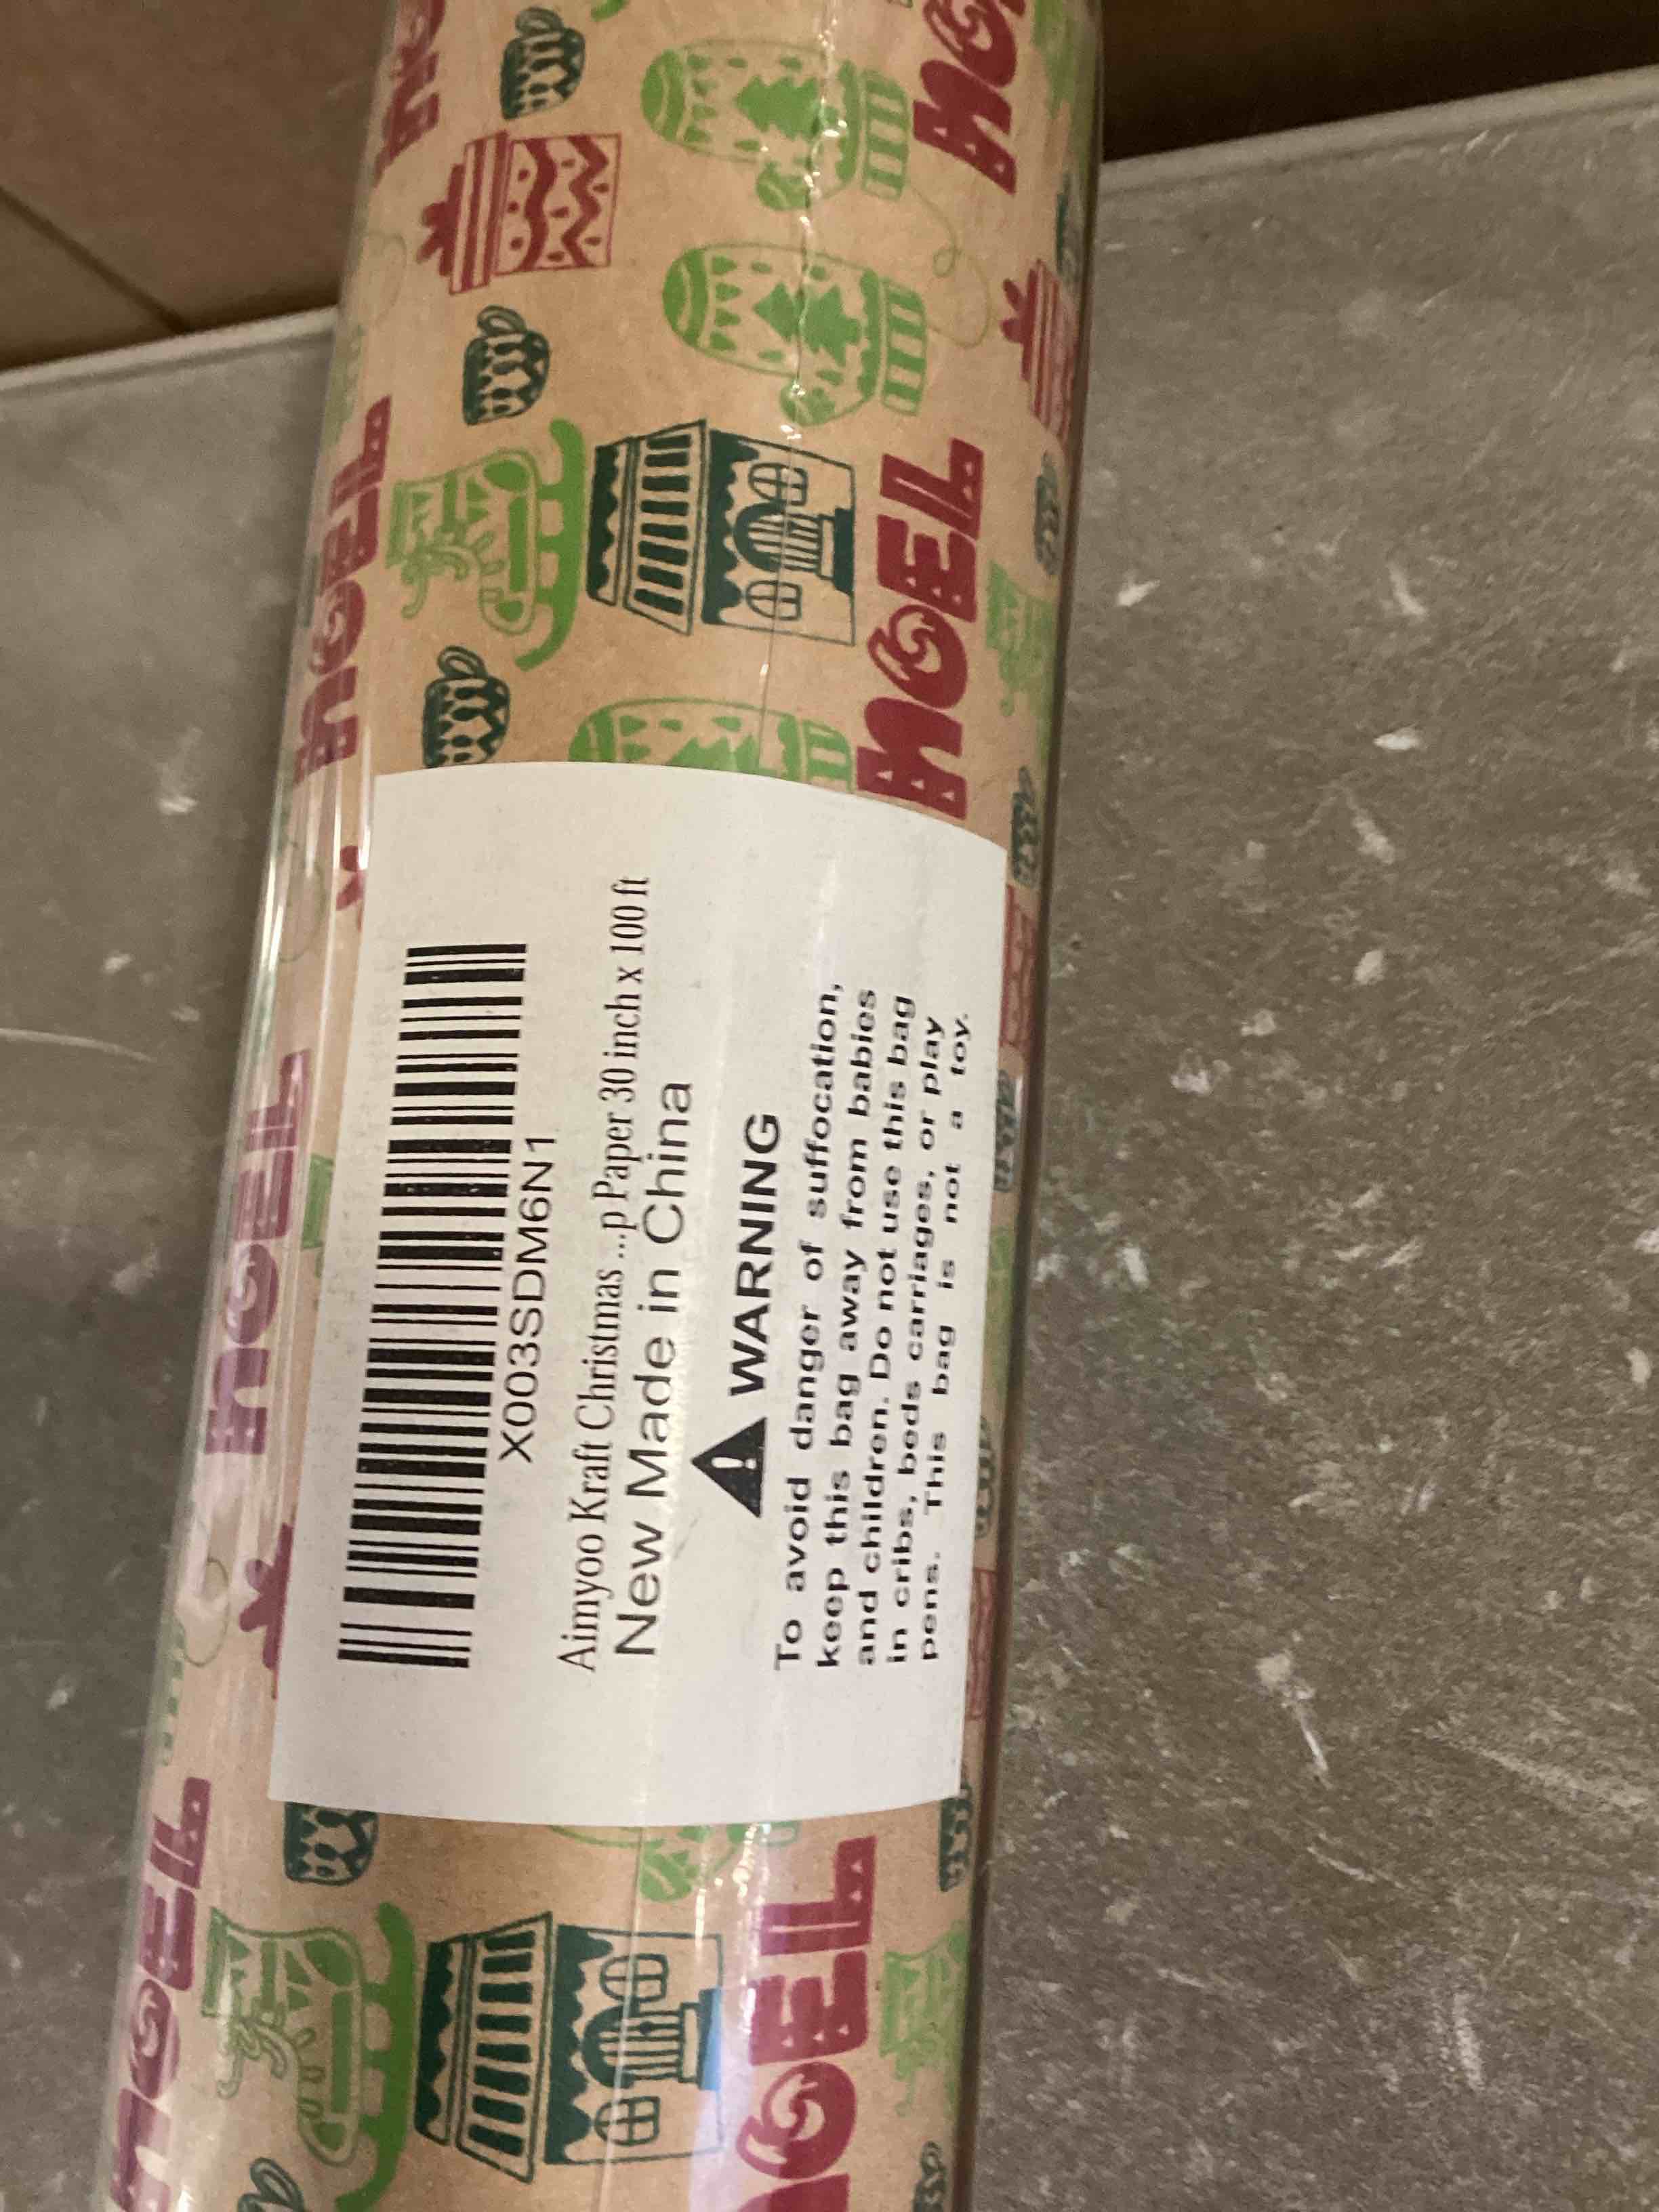 NOEL
NOEL
NOEL
NOEL
NOEL
X003SDM6N1
Aimyoo Kraft Christmas ...p Paper 30 inch x 100 ft
New Made in China
WARNING
To avoid danger of suffocation,
keep this bag away from babies
and children. Do not use this bag
in cribs, beds carriages, or play
pens. This bag is not a toy.